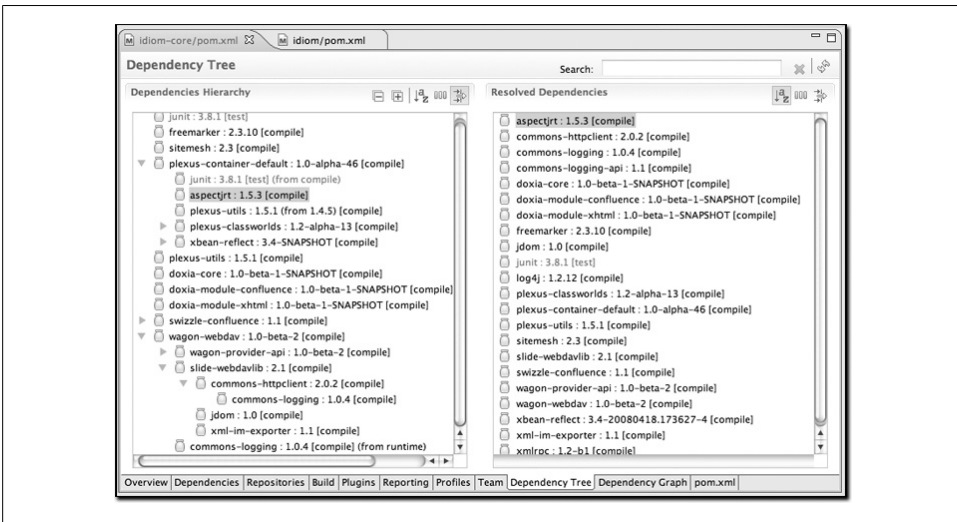 idiom-core/pom.xml
idiom/pom.xml
Dependency Tree
Search:
Dependencies Hierarchy
junit : 3.8.1 [test]
freemarker : 2.3.10 [compile]
sitemesh : 2.3 [compile]
plexus-container-default : 1.0-alpha-46 [compile]
junit : 3.8.1 [test] (from compile)
aspectjrt : 1.5.3 [compile]
plexus-utils : 1.5.1 (from 1.4.5) [compile]
plexus-classworlds : 1.2-alpha-13 [compile]
xbean-reflect : 3.4-SNAPSHOT [compile]
plexus-utils : 1.5.1 [compile]
doxia-core : 1.0-beta-1-SNAPSHOT [compile]
doxia-module-confluence : 1.0-beta-1-SNAPSHOT [compile]
doxia-module-xhtml : 1.0-beta-1-SNAPSHOT [compile]
swizzle-confluence : 1.1 [compile]
wagon-webdav : 1.0-beta-2 [compile]
wagon-provider-api : 1.0-beta-2 [compile]
slide-webdavlib : 2.1 [compile]
commons-httpclient : 2.0.2 [compile]
commons-logging : 1.0.4 [compile]
jdom : 1.0 [compile]
xml-im-exporter : 1.1 [compile]
commons-logging : 1.0.4 [compile] (from runtime)
Resolved Dependencies
aspectjrt : 1.5.3 [compile]
commons-httpclient : 2.0.2 [compile]
commons-logging : 1.0.4 [compile]
commons-logging-api : 1.1 [compile]
doxia-core : 1.0-beta-1-SNAPSHOT [compile]
doxia-module-confluence : 1.0-beta-1-SNAPSHOT [compile]
doxia-module-xhtml : 1.0-beta-1-SNAPSHOT [compile]
freemarker : 2.3.10 [compile]
jdom : 1.0 [compile]
junit : 3.8.1 [test]
log4j : 1.2.12 [compile]
plexus-classworlds : 1.2-alpha-13 [compile]
plexus-container-default : 1.0-alpha-46 [compile]
plexus-utils : 1.5.1 [compile]
sitemesh : 2.3 [compile]
slide-webdavlib : 2.1 [compile]
swizzle-confluence : 1.1 [compile]
wagon-provider-api : 1.0-beta-2 [compile]
wagon-webdav : 1.0-beta-2 [compile]
xbean-reflect : 3.4-20080418.173627-4 [compile]
xml-im-exporter : 1.1 [compile]
xmlrpc : 1.2-b1 [compile]
Overview Dependencies Repositories Build Plugins Reporting Profiles Team Dependency Tree Dependency Graph pom.xml